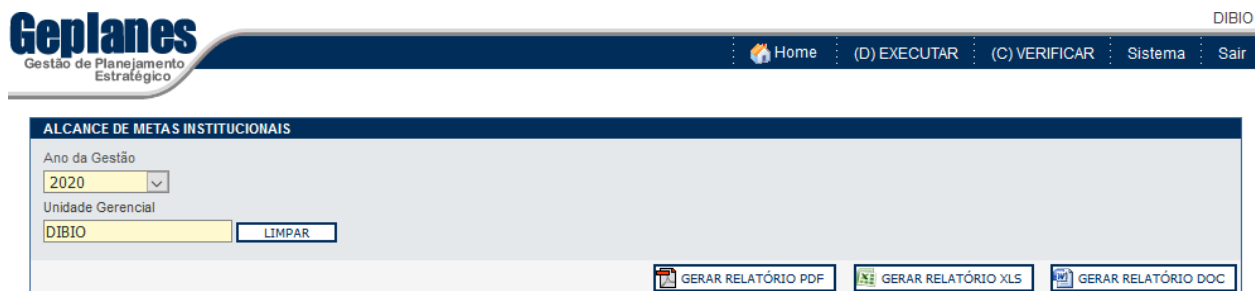 DIBIO
Geplanes
Gestão de Planejamento
Estratégico
Home (D) EXECUTAR (C) VERIFICAR Sistema Sair
ALCANCE DE METAS INSTITUCIONAIS
Ano da Gestão
2020
Unidade Gerencial
DIBIO LIMPAR
GERAR RELATÓRIO PDF GERAR RELATÓRIO XLS GERAR RELATÓRIO DOC